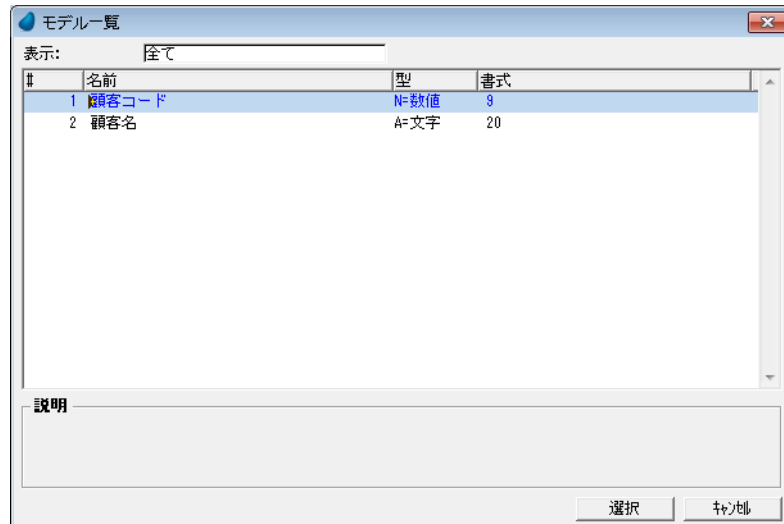 モデル一覧
表示: 全て
# 名前 型 書式
1 顧客コード N=数値 9
2 顧客名 A=文字 20
説明
選択 ｷｬﾝｾﾙ